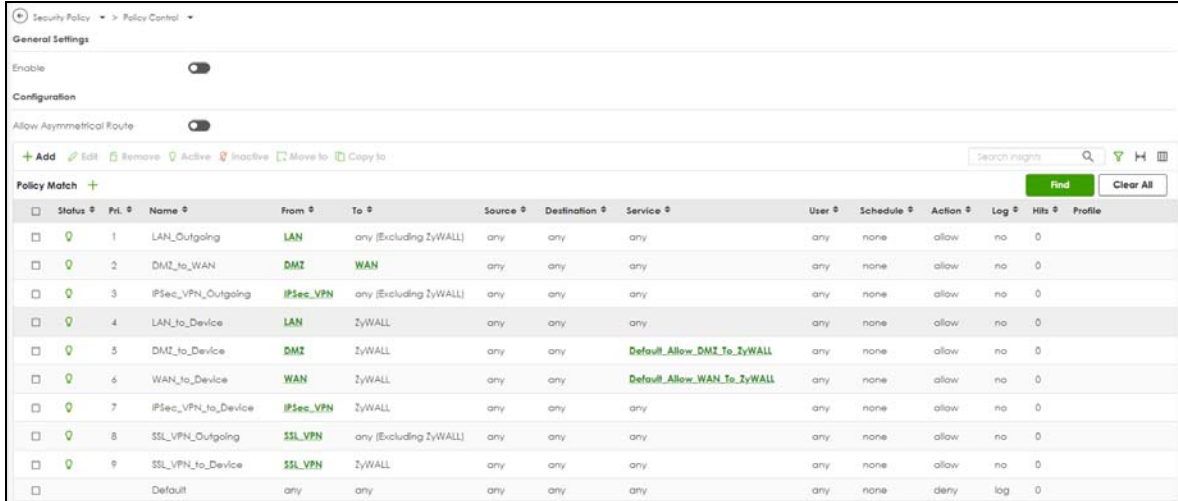 Security Policy > Policy Control
General Settings
Enable
Configuration
Allow Asymmetrical Route
+ Add Edit Remove Active Inactive Move to Copy to Search insights
Policy Match + Find Clear All
Status Pri. Name From To Source Destination Service User Schedule Action Log Hits Profile
1 LAN_Outgoing LAN any (Excluding ZyWALL) any any any any none allow no 0
2 DMZ_to_WAN DMZ WAN any any any any none allow no 0
3 IPSec_VPN_Outgoing IPSec_VPN any (Excluding ZyWALL) any any any any none allow no 0
4 LAN_to_Device LAN ZyWALL any any any any none allow no 0
5 DMZ_to_Device DMZ ZyWALL any any Default_Allow_DMZ_To_ZyWALL any none allow no 0
6 WAN_to_Device WAN ZyWALL any any Default_Allow_WAN_To_ZyWALL any none allow no 0
7 IPSec_VPN_to_Device IPSec_VPN ZyWALL any any any any none allow no 0
8 SSL_VPN_Outgoing SSL_VPN any (Excluding ZyWALL) any any any any none allow no 0
9 SSL_VPN_to_Device SSL_VPN ZyWALL any any any any none allow no 0
Default any any any any any any none deny log 0